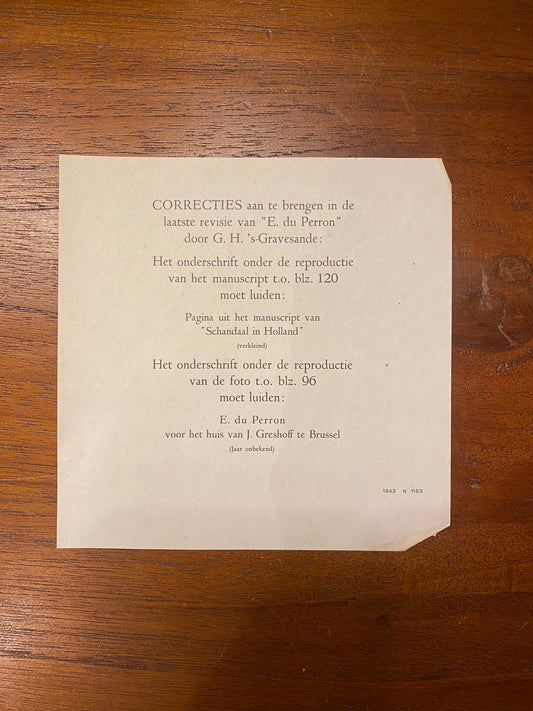 CORRECTIES aan te brengen in de
laatste revisie van "E. du Perron"
door G. H. 's-Gravesande:
Het onderschrift onder de reproductie
van het manuscript t.o. blz. 120
moet luiden:
Pagina uit het manuscript van
"Schandaal in Holland"
(verkleind)
Het onderschrift onder de reproductie
van de foto t.o. blz. 96
moet luiden:
E. du Perron
voor het huis van J. Greshoff te Brussel
(Jaar onbekend)
1643 K 1163